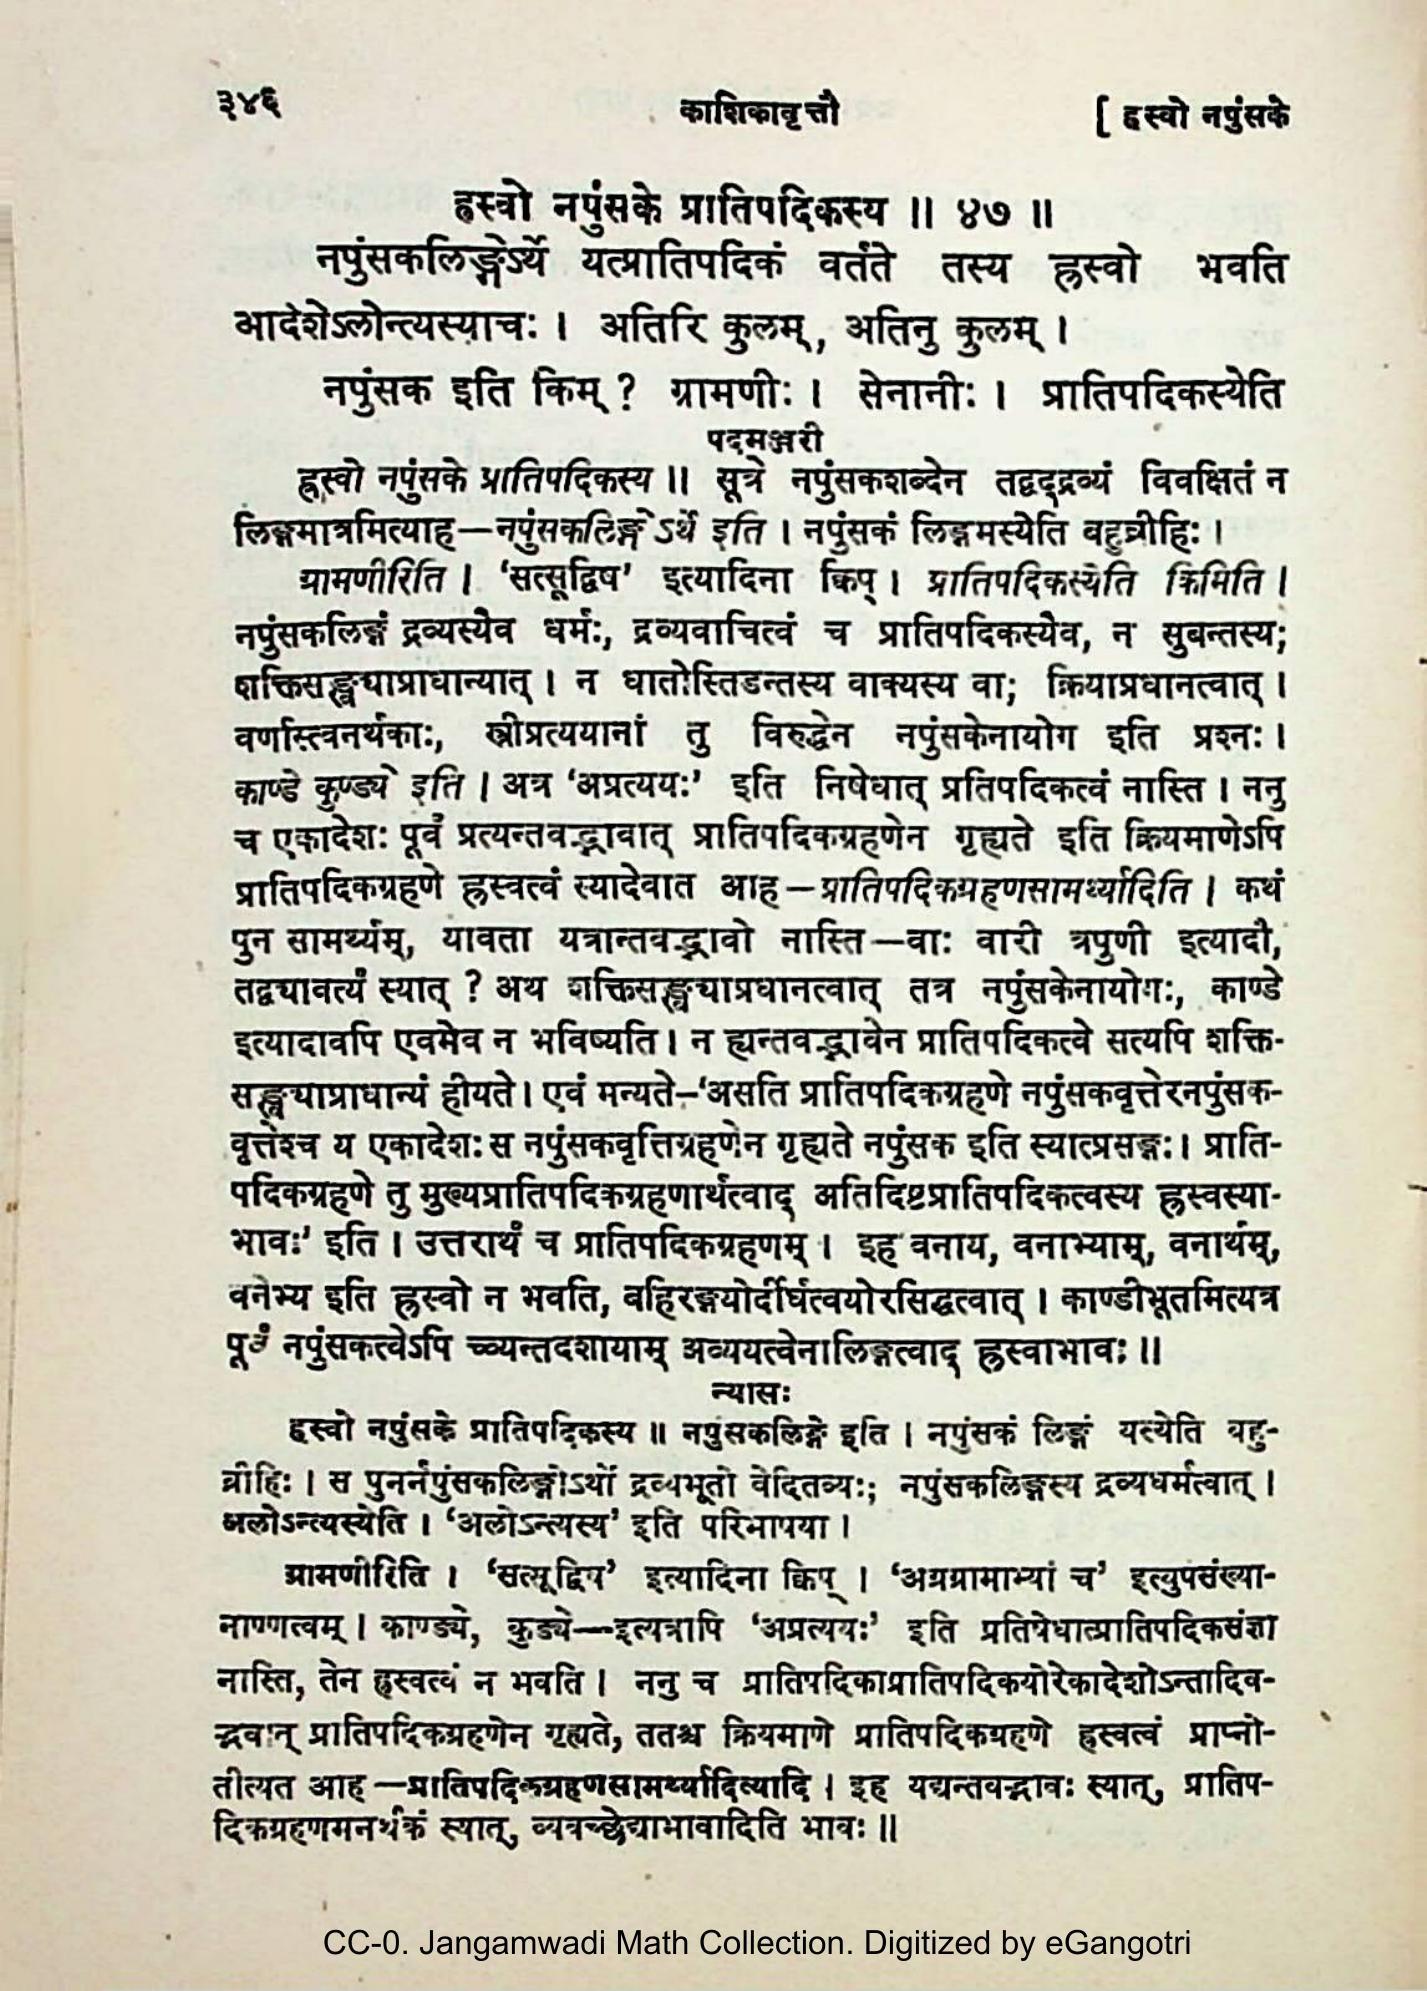 ३४६ काशिकावृत्तौ [ ह्रस्वो नपुंसके
ह्रस्वो नपुंसके प्रातिपदिकस्य ॥ ४७ ॥
नपुंसकलिङ्गेऽर्थे यत्प्रातिपदिकं वर्तते तस्य ह्रस्वो भवति
आदेशेऽलोन्त्यस्याचः । अतिरि कुलम्, अतिनु कुलम् ।
नपुंसक इति किम् ? ग्रामणीः । सेनानीः । प्रातिपदिकस्येति
पदमञ्जरी
ह्रस्वो नपुंसके प्रातिपदिकस्य ॥ सूत्रे नपुंसकशब्देन तद्वद्द्रव्यं विवक्षितं न
लिङ्गमात्रमित्याह—नपुंसकलिङ्गेऽर्थे इति । नपुंसकं लिङ्गमस्येति बहुव्रीहिः ।
ग्रामणीरिति । ‘सत्सूद्विष’ इत्यादिना क्विप् । प्रातिपदिकस्येति किमिति ।
नपुंसकलिङ्गं द्रव्यस्यैव धर्मः, द्रव्यवाचित्वं च प्रातिपदिकस्यैव, न सुबन्तस्य;
शक्तिसङ्ख्याप्राधान्यात् । न धातोस्तिङन्तस्य वाक्यस्य वा; क्रियाप्रधानत्वात् ।
वर्णास्त्वनर्थकाः, स्त्रीप्रत्ययानां तु विरुद्धेन नपुंसकेनायोग इति प्रश्नः ।
काण्डे कुण्ड्ये इति । अत्र ‘अप्रत्ययः’ इति निषेधात् प्रतिपदिकत्वं नास्ति । ननु
च एकादेशः पूर्वं प्रत्यन्तवद्भावात् प्रातिपदिकग्रहणेन गृह्यते इति क्रियमाणेऽपि
प्रातिपदिकग्रहणे ह्रस्वत्वं स्यादेवात आह—प्रातिपदिकग्रहणसामर्थ्यादिति । कथं
पुन सामर्थ्यम्, यावता यत्रान्तवद्भावो नास्ति—वाः वारी त्रपुणी इत्यादौ,
तद्व्यावर्त्यं स्यात् ? अथ शक्तिसङ्ख्याप्रधानत्वात् तत्र नपुंसकेनायोगः, काण्डे
इत्यादावपि एवमेव न भविष्यति । न ह्यन्तवद्भावेन प्रातिपदिकत्वे सत्यपि शक्ति-
सङ्ख्याप्राधान्यं हीयते । एवं मन्यते—‘असति प्रातिपदिकग्रहणे नपुंसकवृत्तेरनपुंसक-
वृत्तेश्च य एकादेशः स नपुंसकवृत्तिग्रहणेन गृह्यते नपुंसक इति स्यात्प्रसङ्गः । प्राति-
पदिकग्रहणे तु मुख्यप्रातिपदिकग्रहणार्थत्वाद् अतिदिष्टप्रातिपदिकत्वस्य ह्रस्वस्या-
भावः’ इति । उत्तरार्थं च प्रातिपदिकग्रहणम् । इह वनाय, वनाभ्याम्, वनार्थम्,
वनेभ्य इति ह्रस्वो न भवति, बहिरङ्गयोर्दीर्घत्वयोरसिद्धत्वात् । काण्डीभूतमित्यत्र
पूर्वं नपुंसकत्वेऽपि च्व्यन्तदशायाम् अव्ययत्वेनालिङ्गत्वाद् ह्रस्वाभावः ॥
न्यासः
ह्रस्वो नपुंसके प्रातिपदिकस्य ॥ नपुंसकलिङ्गे इति । नपुंसकं लिङ्गं यस्येति बहु-
व्रीहिः । स पुनर्नपुंसकलिङ्गोऽर्थो द्रव्यभूतो वेदितव्यः; नपुंसकलिङ्गस्य द्रव्यधर्मत्वात् ।
अलोऽन्त्यस्येति । ‘अलोऽन्त्यस्य’ इति परिभाषया ।
ग्रामणीरिति । ‘सत्सूद्विष’ इत्यादिना क्विप् । ‘अग्रग्रामाभ्यां च’ इत्युपसंख्या-
नाण्णत्वम् । काण्ड्ये, कुड्ये—इत्यत्रापि ‘अप्रत्ययः’ इति प्रतिषेधात्प्रातिपदिकसंज्ञा
नास्ति, तेन ह्रस्वत्वं न भवति । ननु च प्रातिपदिकाप्रातिपदिकयोरेकादेशोऽन्तादिव-
द्भवान् प्रातिपदिकग्रहणेन गृह्यते, ततश्च क्रियमाणे प्रातिपदिकग्रहणे ह्रस्वत्वं प्राप्नो-
तीत्यत आह—प्रातिपदिकग्रहणसामर्थ्यादित्यादि । इह यद्यन्तवद्भावः स्यात्, प्रातिप-
दिकग्रहणमनर्थकं स्यात्, व्यवच्छेद्याभावादिति भावः ॥
CC-0. Jangamwadi Math Collection. Digitized by eGangotri